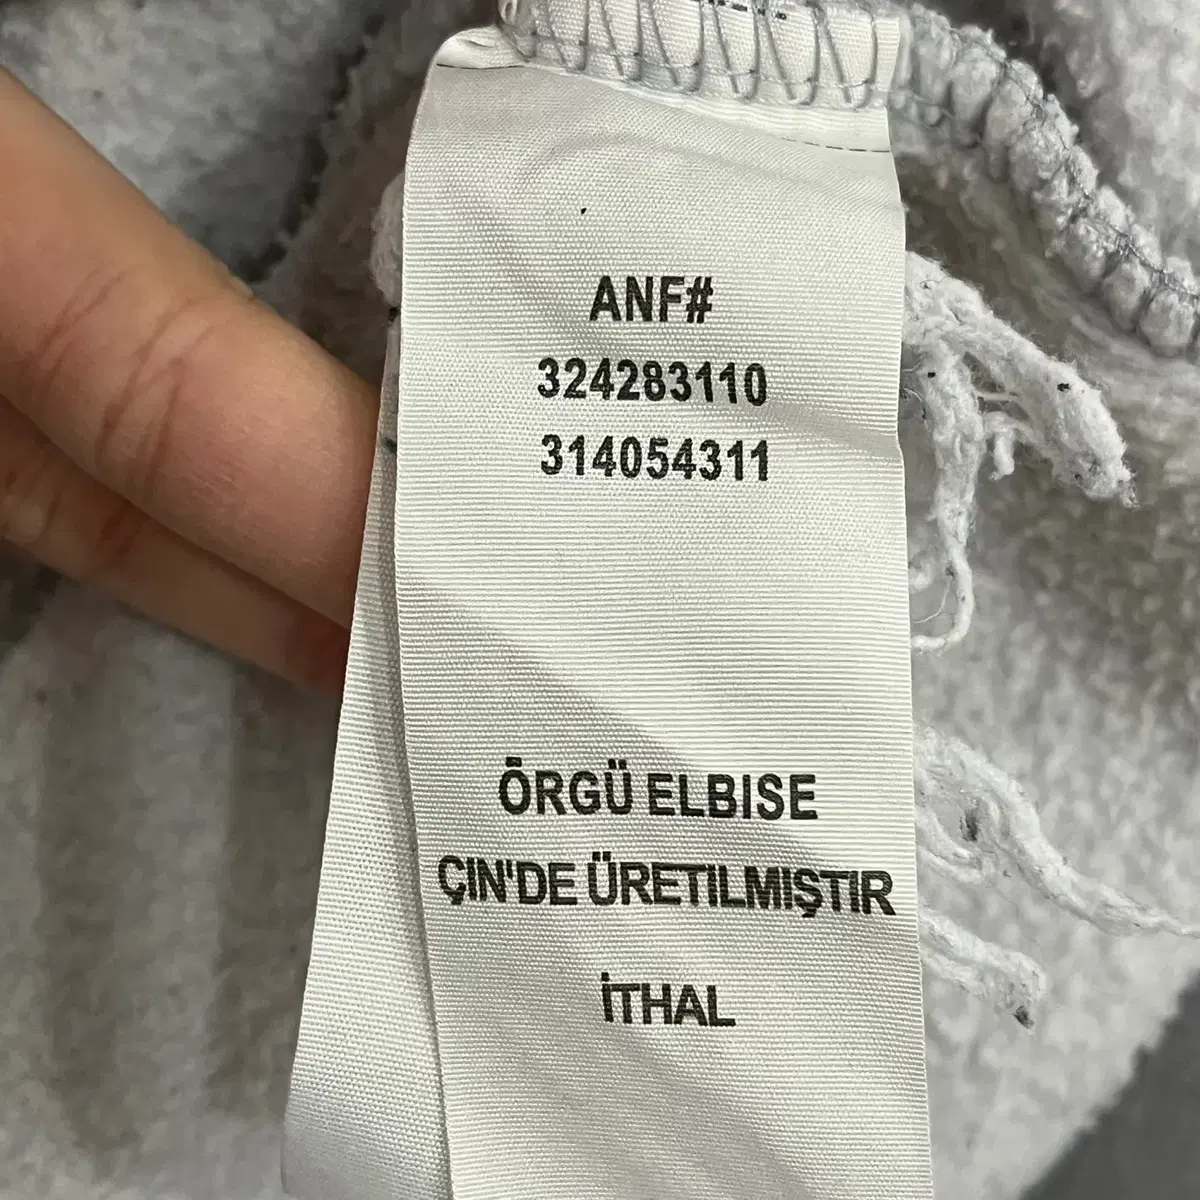 ANF#
324283110
314054311
ÖRGÜ ELBISE
ÇIN'DE ÜRETILMIŞTIR
İTHAL